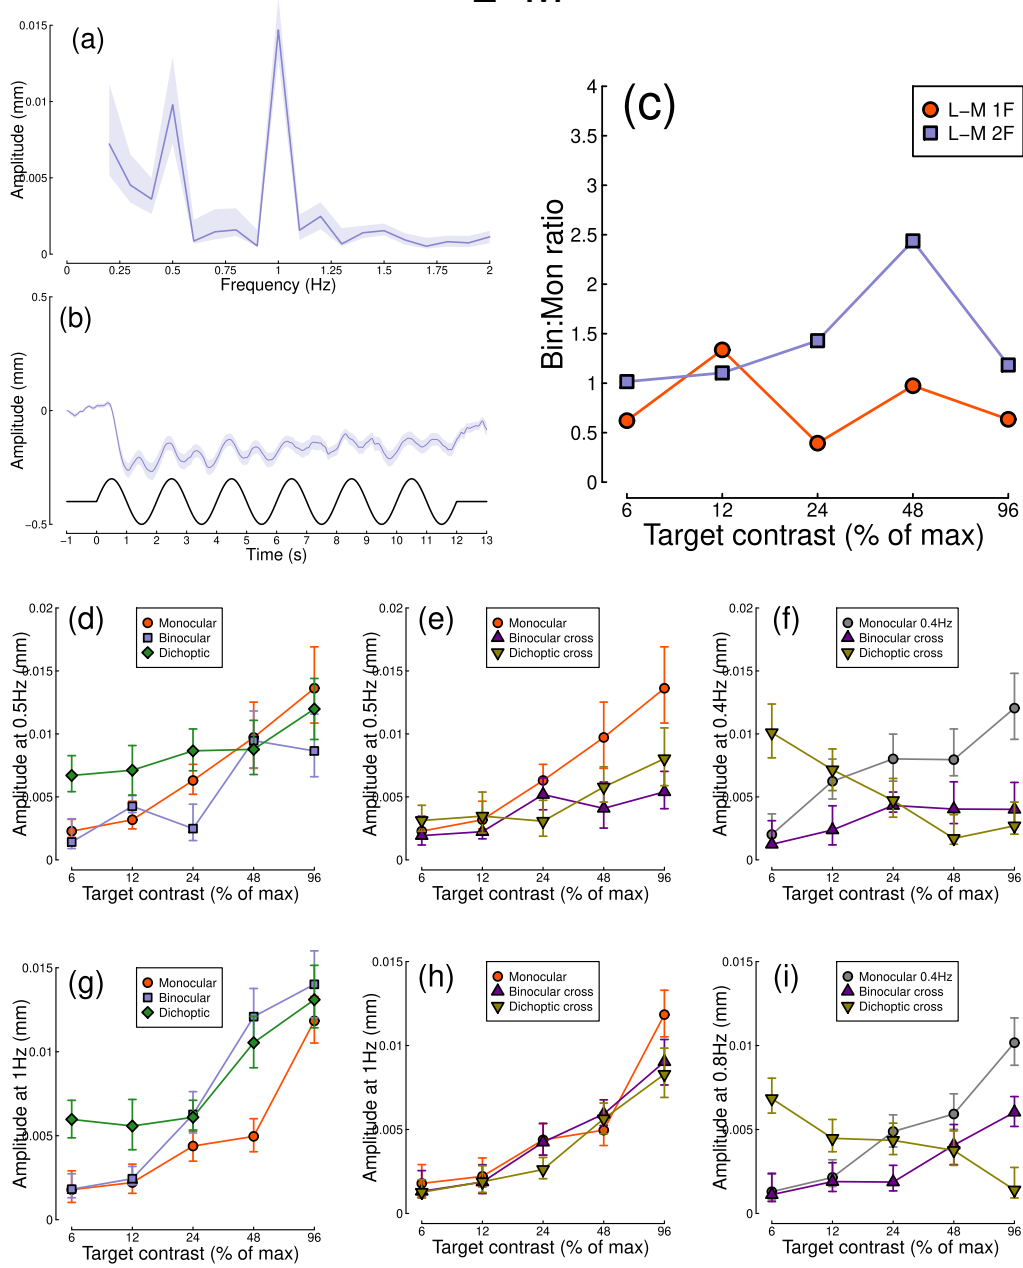 L−M
(a)
0.015
0.01
0.005
0
Amplitude (mm)
0
0.25
0.5
0.75
1
1.25
1.5
1.75
2
Frequency (Hz)
(b)
0.5
0
−0.5
Amplitude (mm)
−1 0 1 2 3 4 5 6 7 8 9 10 11 12 13
Time (s)
(c)
L−M 1F
L−M 2F
4
3.5
3
2.5
2
1.5
1
0.5
0
Bin:Mon ratio
6 12 24 48 96
Target contrast (% of max)
(d)
Monocular
Binocular
Dichoptic
0.02
0.015
0.01
0.005
0
Amplitude at 0.5Hz (mm)
6 12 24 48 96
Target contrast (% of max)
(e)
Monocular
Binocular cross
Dichoptic cross
0.02
0.015
0.01
0.005
0
Amplitude at 0.5Hz (mm)
6 12 24 48 96
Target contrast (% of max)
(f)
Monocular 0.4Hz
Binocular cross
Dichoptic cross
0.02
0.015
0.01
0.005
0
Amplitude at 0.4Hz (mm)
6 12 24 48 96
Target contrast (% of max)
(g)
Monocular
Binocular
Dichoptic
0.015
0.01
0.005
0
Amplitude at 1Hz (mm)
6 12 24 48 96
Target contrast (% of max)
(h)
Monocular
Binocular cross
Dichoptic cross
0.015
0.01
0.005
0
Amplitude at 1Hz (mm)
6 12 24 48 96
Target contrast (% of max)
(i)
Monocular 0.4Hz
Binocular cross
Dichoptic cross
0.015
0.01
0.005
0
Amplitude at 0.8Hz (mm)
6 12 24 48 96
Target contrast (% of max)